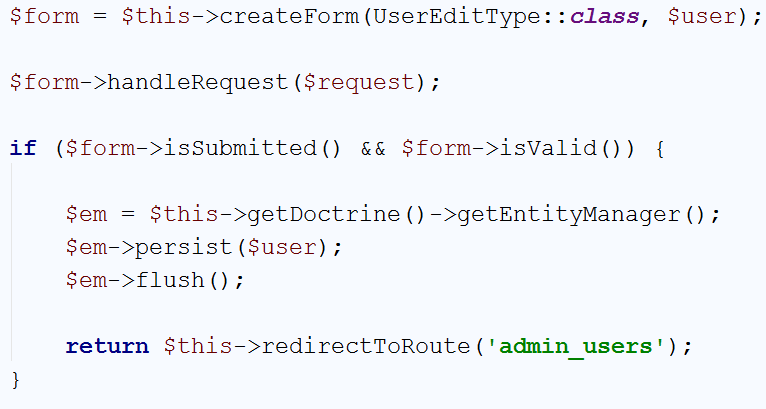 $form = $this->createForm(UserEditType::class, $user);
$form->handleRequest($request);
if ($form->isSubmitted() && $form->isValid()) {
$em = $this->getDoctrine()->getEntityManager();
$em->persist($user);
$em->flush();
return $this->redirectToRoute('admin_users');
}